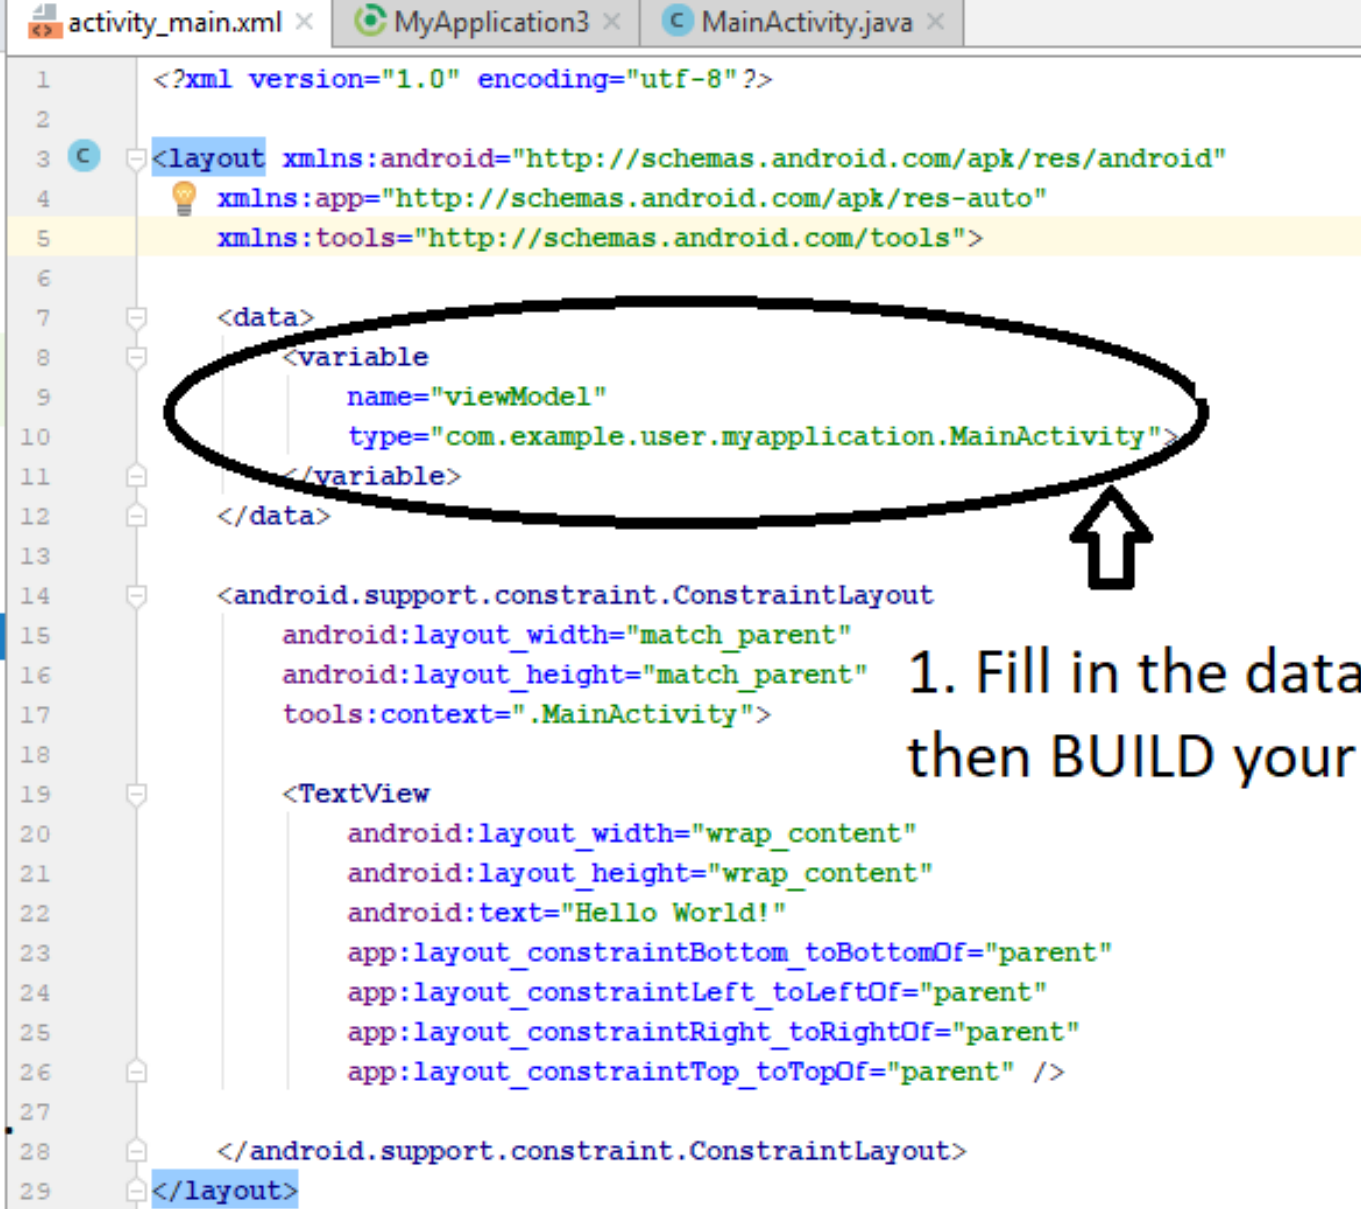 activity_main.xml × MyApplication3 × C MainActivity.java ×
1 <?xml version="1.0" encoding="utf-8"?>
2
3 C <layout xmlns:android="http://schemas.android.com/apk/res/android"
4 xmlns:app="http://schemas.android.com/apk/res-auto"
5 xmlns:tools="http://schemas.android.com/tools">
6
7 <data>
8 <variable
9 name="viewModel"
10 type="com.example.user.myapplication.MainActivity">
11 </variable>
12 </data>
13
14 <android.support.constraint.ConstraintLayout
15 android:layout_width="match_parent"
16 android:layout_height="match_parent"
17 tools:context=".MainActivity">
1. Fill in the data
then BUILD your
18
19 <TextView
20 android:layout_width="wrap_content"
21 android:layout_height="wrap_content"
22 android:text="Hello World!"
23 app:layout_constraintBottom_toBottomOf="parent"
24 app:layout_constraintLeft_toLeftOf="parent"
25 app:layout_constraintRight_toRightOf="parent"
26 app:layout_constraintTop_toTopOf="parent" />
27
28 </android.support.constraint.ConstraintLayout>
29 </layout>